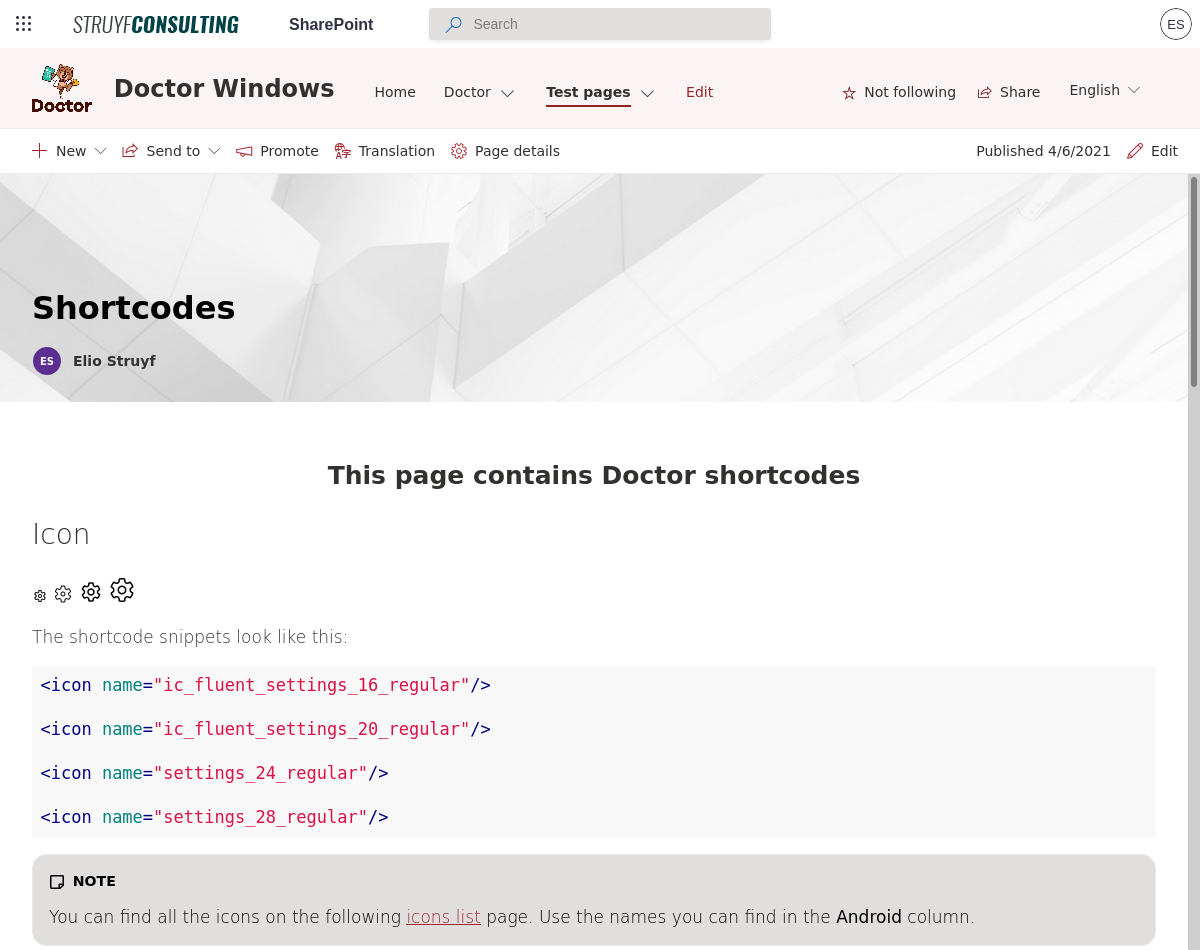 STRUYFCONSULTING SharePoint Search ES
Doctor Doctor Windows Home Doctor Test pages Edit Not following Share English
New Send to Promote Translation Page details Published 4/6/2021 Edit
Shortcodes
ES Elio Struyf
This page contains Doctor shortcodes
Icon
The shortcode snippets look like this:
<icon name="ic_fluent_settings_16_regular"/>
<icon name="ic_fluent_settings_20_regular"/>
<icon name="settings_24_regular"/>
<icon name="settings_28_regular"/>
NOTE
You can find all the icons on the following icons list page. Use the names you can find in the Android column.